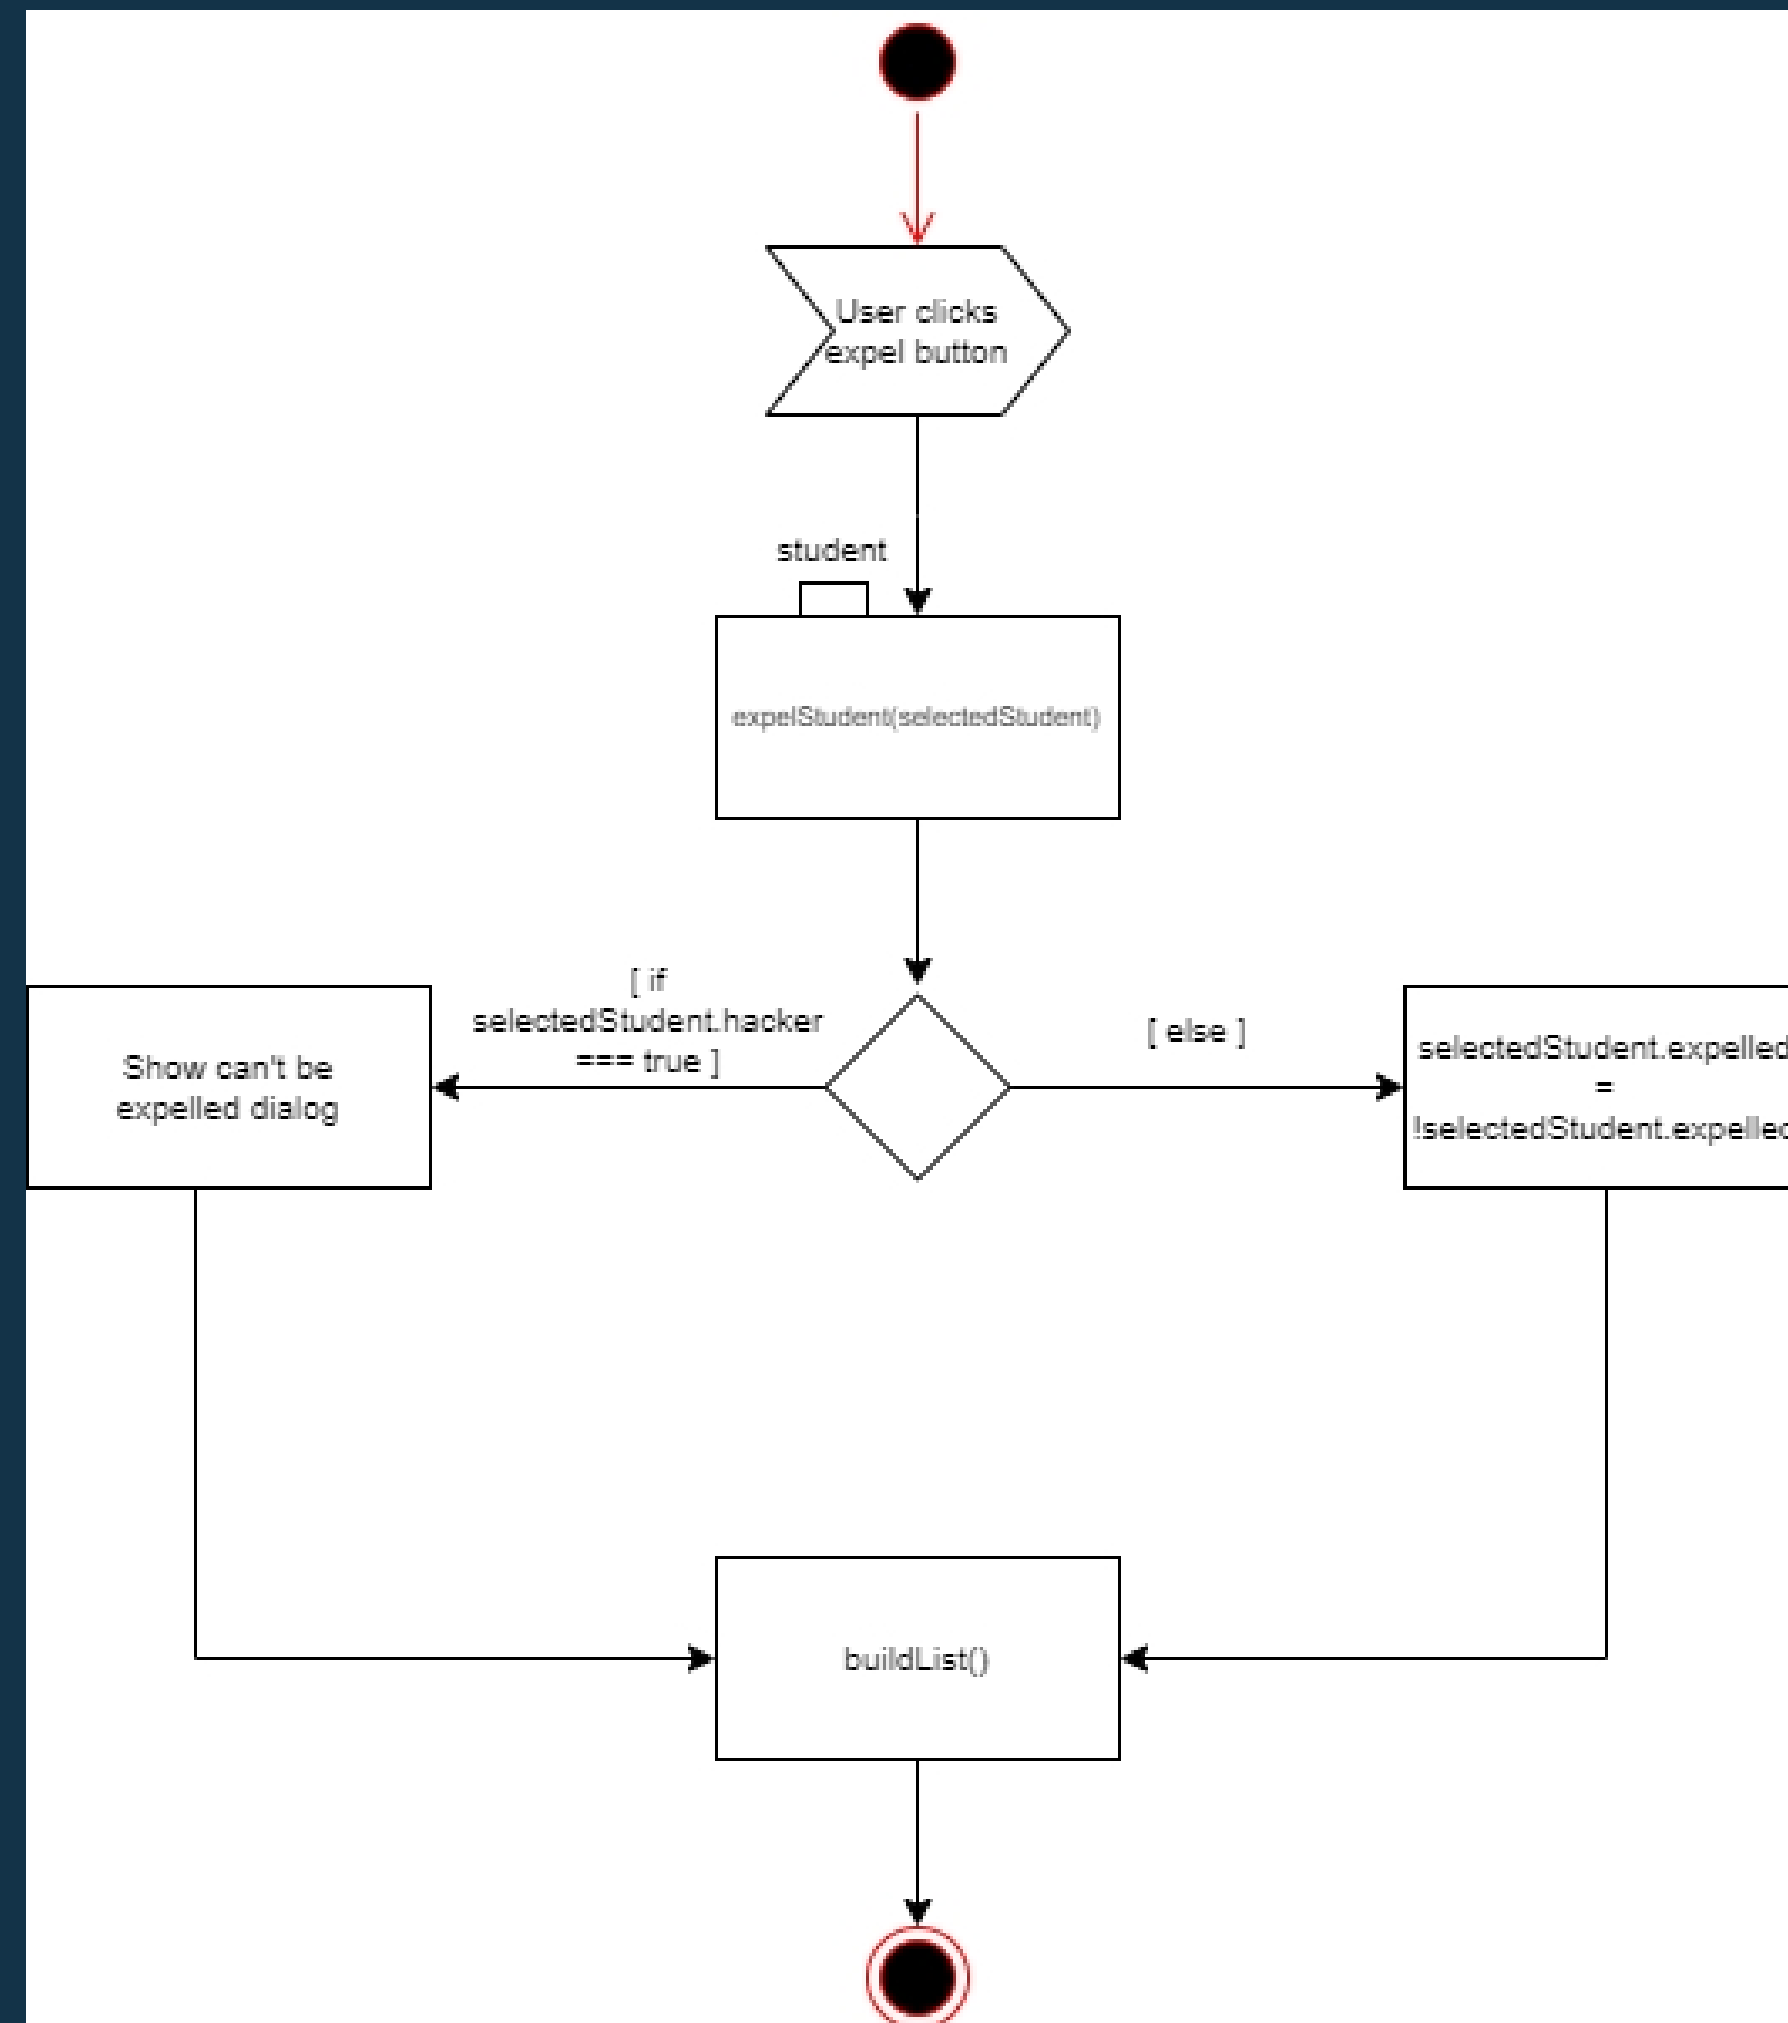 User clicks
expel button
student
expelStudent(selectedStudent)
[ if
selectedStudent.hacker
=== true ]
[ else ]
Show can't be
expelled dialog
selectedStudent.expelled
=
!selectedStudent.expelled
buildList()